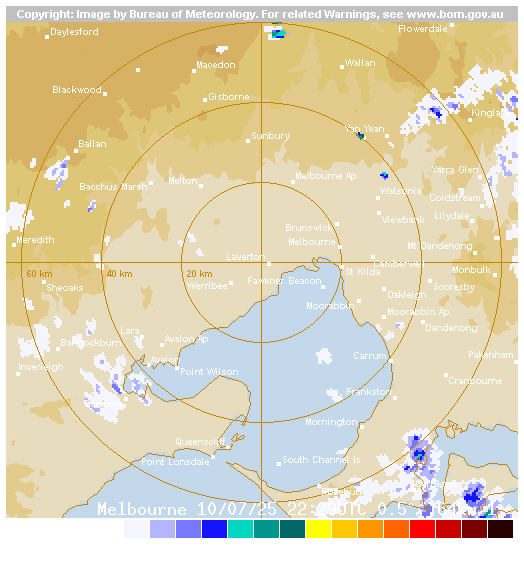 Copyright: Image by Bureau of Meteorology. For related Warnings, see www.bom.gov.au
Daylesford
Flowerdale
Macedon
Wallan
Blackwood
Gisborne
Kingla
Sunbury
Yan Yean
Ballan
Yarra Glen
Bacchus Marsh
Melton
Melbourne Ap
Watsonia
Coldstream
Viewbank
Lilydale
Brunswick
Meredith
Melbourne
Mt Dandenong
Laverton
Camberwell
60 km
40 km
20 km
St Kilda
Monbulk
Sheoaks
Werribee
Fawkner Beacon
Scoresby
Oakleigh
Moorabbin
Moorabbin Ap
Lara
Dandenong
Bannockburn
Avalon Ap
Avalon
Carrum
Pakenham
Inverleigh
Point Wilson
Cranbourne
Frankston
Mornington
Queenscliff
Point Lonsdale
South Channel Is
Melbourne 10/07/25 22:29UTC 0.5